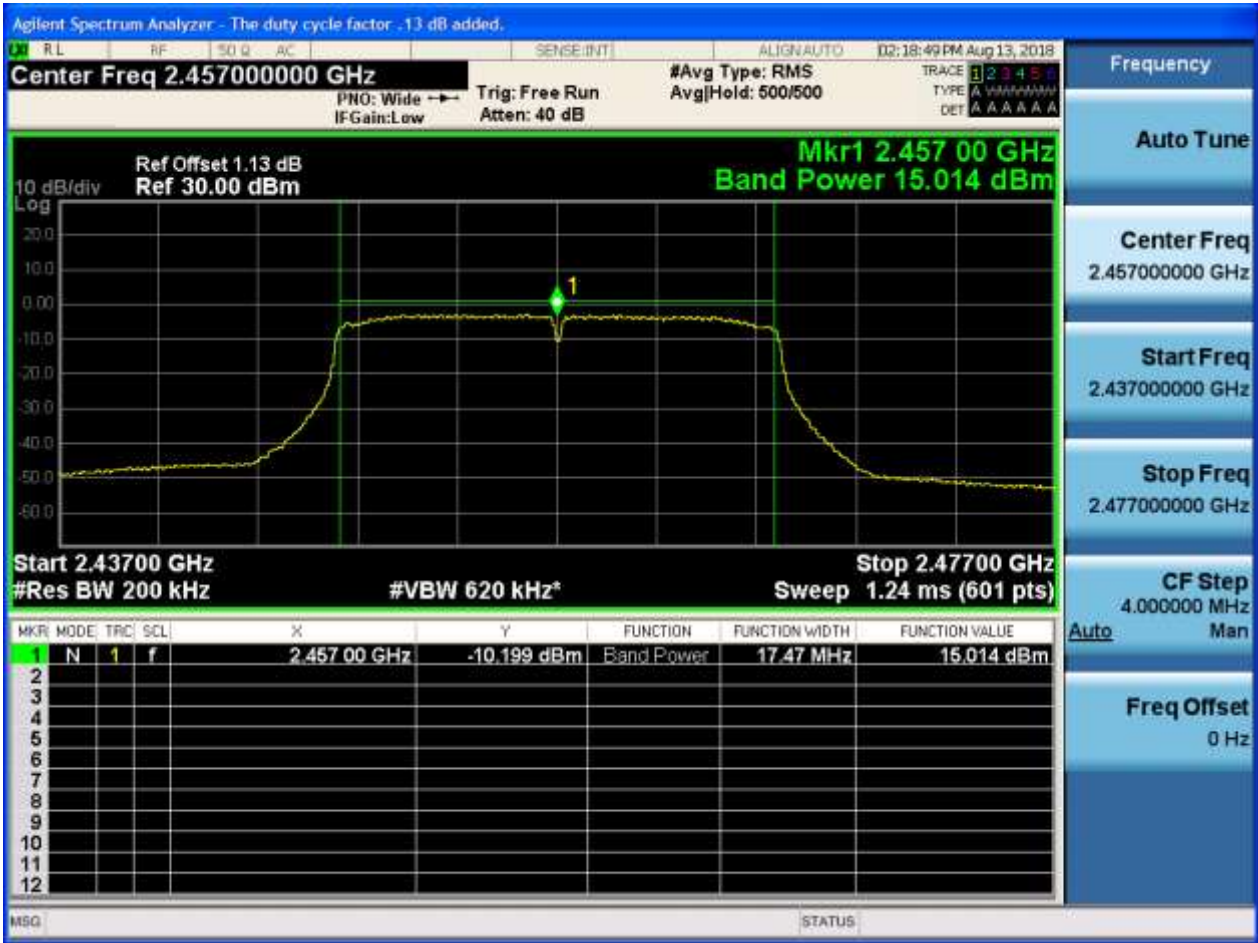 Agilent Spectrum Analyzer - The duty cycle factor .13 dB added.
RL RF 50 Ω AC SENSE:INT ALIGNAUTO 02:18:49 PM Aug 13, 2018
Center Freq 2.457000000 GHz
#Avg Type: RMS
TRACE 1 2 3 4 5 6
PNO: Wide
Trig: Free Run
Avg|Hold: 500/500
TYPE A WWWWW
IFGain:Low
Atten: 40 dB
DET A A A A A A
Mkr1 2.457 00 GHz
Band Power 15.014 dBm
Ref Offset 1.13 dB
10 dB/div Ref 30.00 dBm
Log
20.0
10.0
0.00
-10.0
-20.0
-30.0
-40.0
-50.0
-60.0
1
Start 2.43700 GHz Stop 2.47700 GHz
#Res BW 200 kHz #VBW 620 kHz* Sweep 1.24 ms (601 pts)
MKR MODE TRC SCL X Y FUNCTION FUNCTION WIDTH FUNCTION VALUE
1 N 1 f 2.457 00 GHz -10.199 dBm Band Power 17.47 MHz 15.014 dBm
2
3
4
5
6
7
8
9
10
11
12
MSG STATUS
Frequency
Auto Tune
Center Freq
2.457000000 GHz
Start Freq
2.437000000 GHz
Stop Freq
2.477000000 GHz
CF Step
4.000000 MHz
Auto Man
Freq Offset
0 Hz